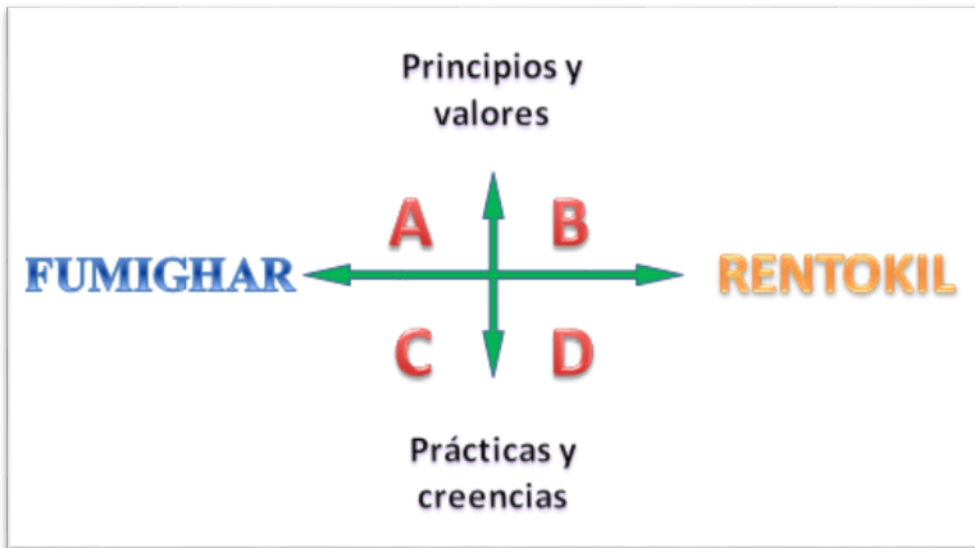 Principios y
valores
A B
FUMIGHAR RENTOKIL
C D
Prácticas y
creencias